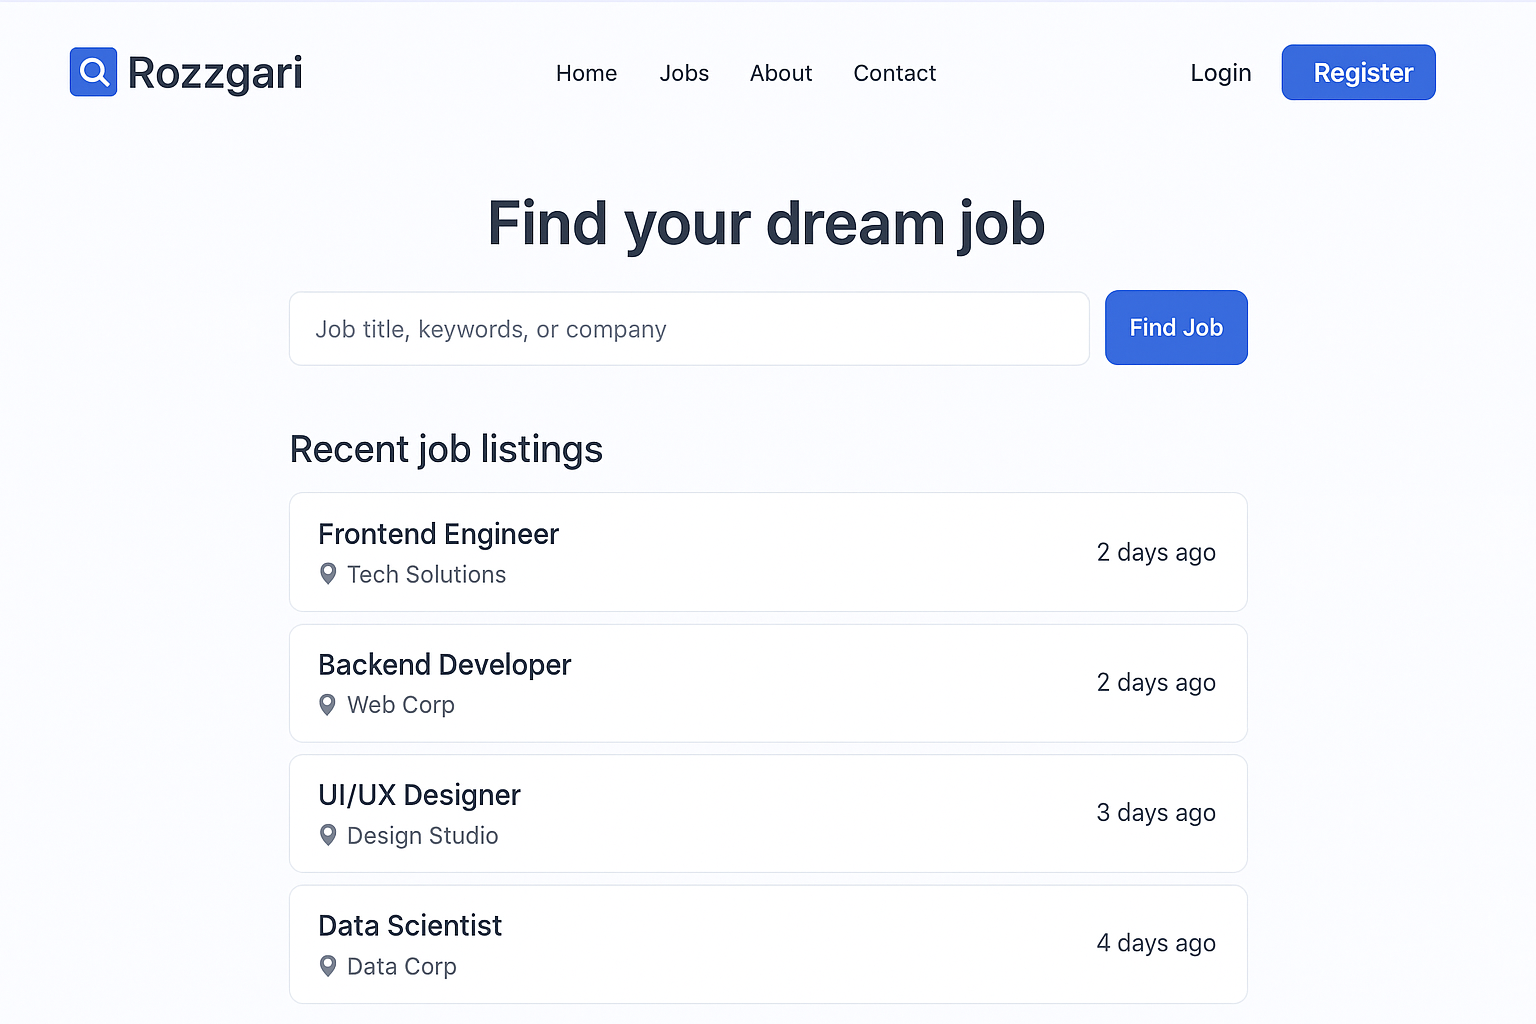 Rozzgari
Home Jobs About Contact
Login Register
Find your dream job
Job title, keywords, or company
Find Job
Recent job listings
Frontend Engineer
Tech Solutions
2 days ago
Backend Developer
Web Corp
2 days ago
UI/UX Designer
Design Studio
3 days ago
Data Scientist
Data Corp
4 days ago